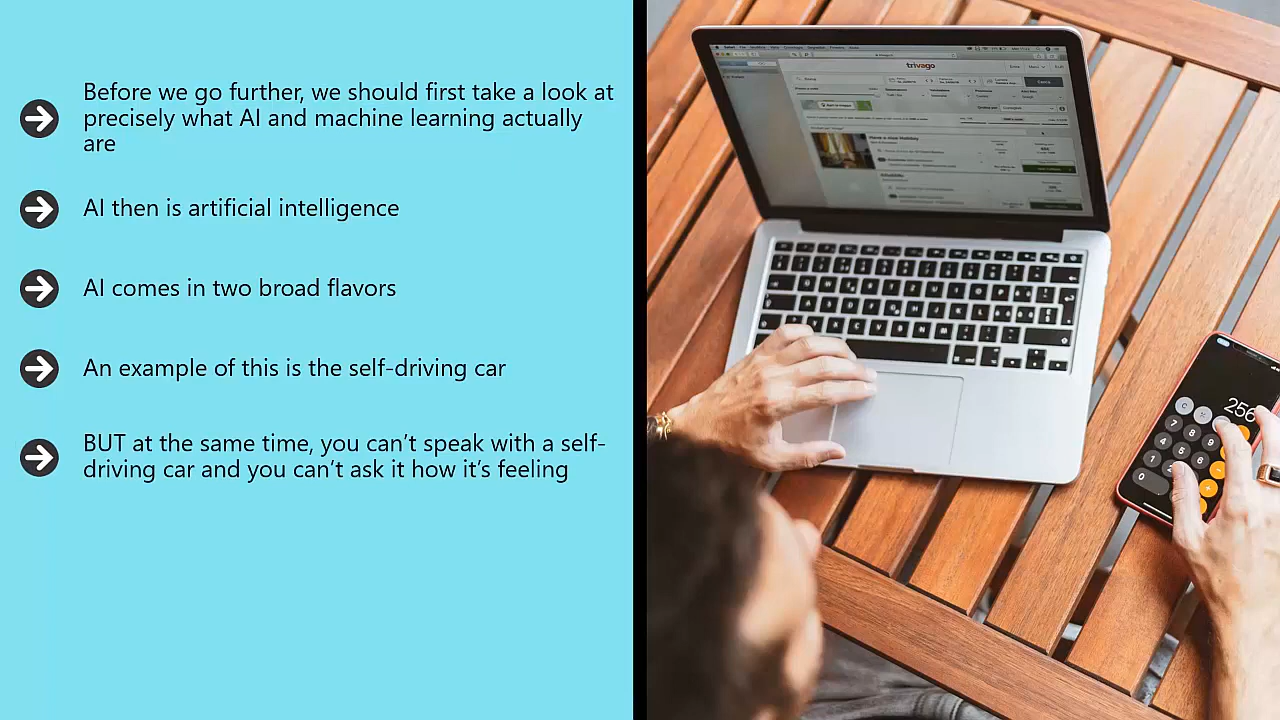 Before we go further, we should first take a look at
precisely what AI and machine learning actually
are
AI then is artificial intelligence
AI comes in two broad flavors
An example of this is the self-driving car
BUT at the same time, you can’t speak with a self-
driving car and you can’t ask it how it’s feeling
trivago
256